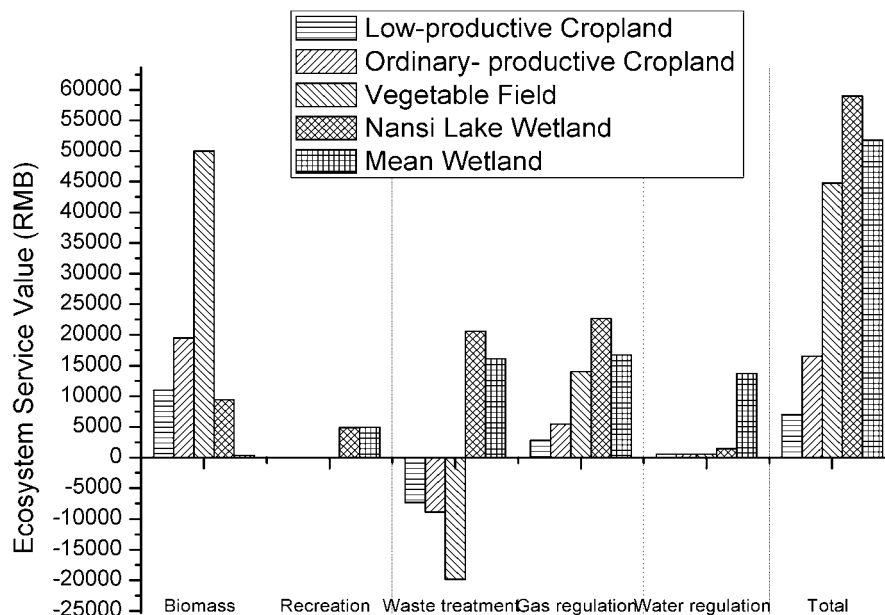 Low-productive Cropland
Ordinary- productive Cropland
Vegetable Field
Nansi Lake Wetland
Mean Wetland
Ecosystem Service Value (RMB)
60000
55000
50000
45000
40000
35000
30000
25000
20000
15000
10000
5000
0
-5000
-10000
-15000
-20000
-25000
Biomass Recreation Waste treatment Gas regulation Water regulation Total